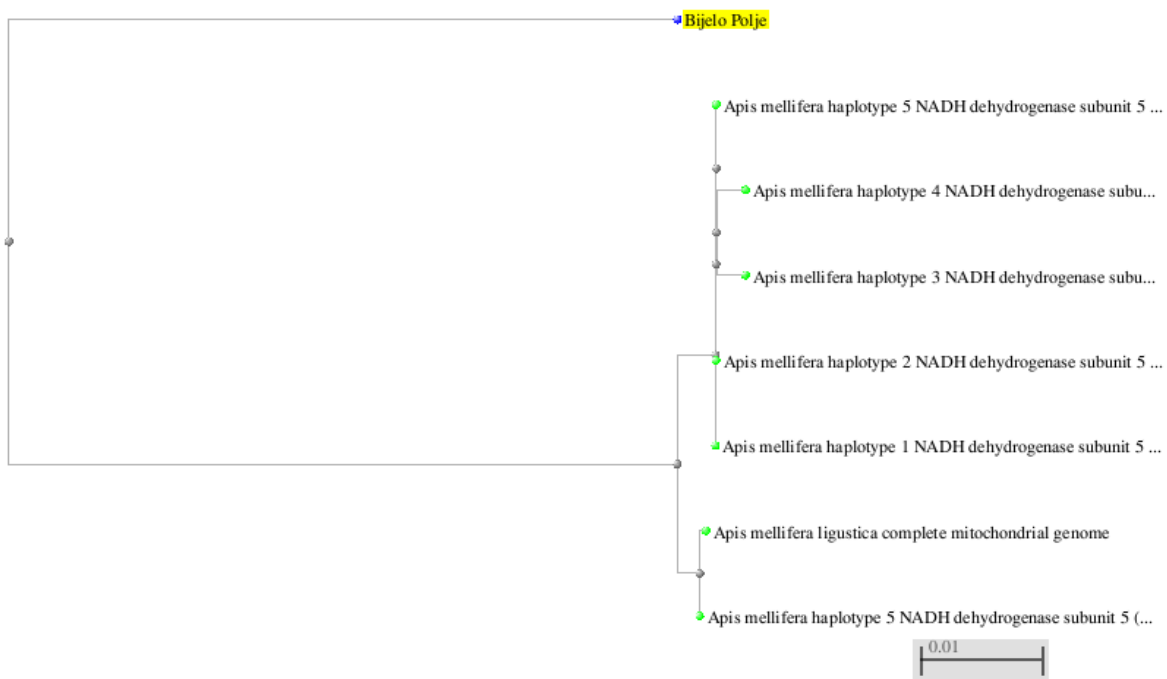 Bijelo Polje
Apis mellifera haplotype 5 NADH dehydrogenase subunit 5 ...
Apis mellifera haplotype 4 NADH dehydrogenase subu...
Apis mellifera haplotype 3 NADH dehydrogenase subu...
Apis mellifera haplotype 2 NADH dehydrogenase subunit 5 ...
Apis mellifera haplotype 1 NADH dehydrogenase subunit 5 ...
Apis mellifera ligustica complete mitochondrial genome
Apis mellifera haplotype 5 NADH dehydrogenase subunit 5 (...
0.01